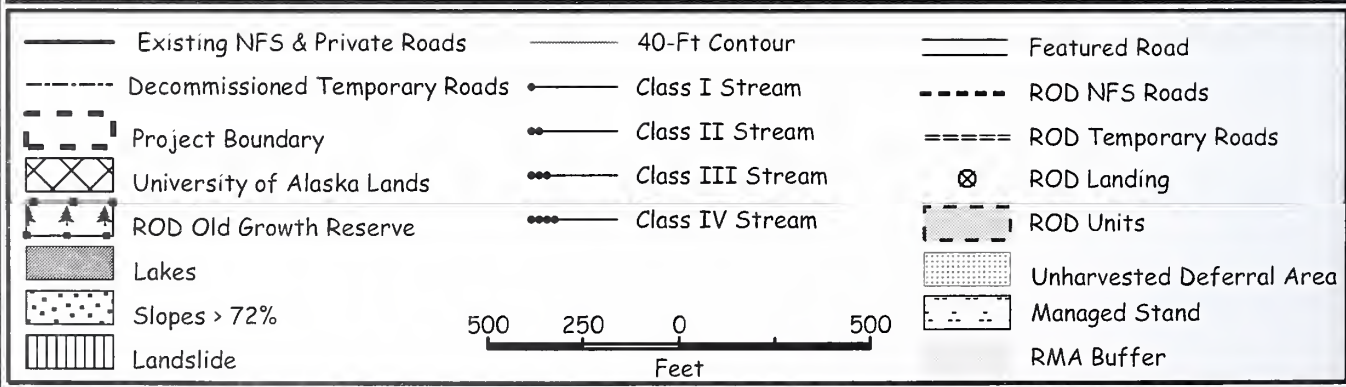 Existing NFS & Private Roads
Decommissioned Temporary Roads
Project Boundary
University of Alaska Lands
ROD Old Growth Reserve
Lakes
Slopes > 72%
Landslide
40-Ft Contour
Class I Stream
Class II Stream
Class III Stream
Class IV Stream
500 250 0 500
Feet
Featured Road
ROD NFS Roads
ROD Temporary Roads
ROD Landing
ROD Units
Unharvested Deferral Area
Managed Stand
RMA Buffer